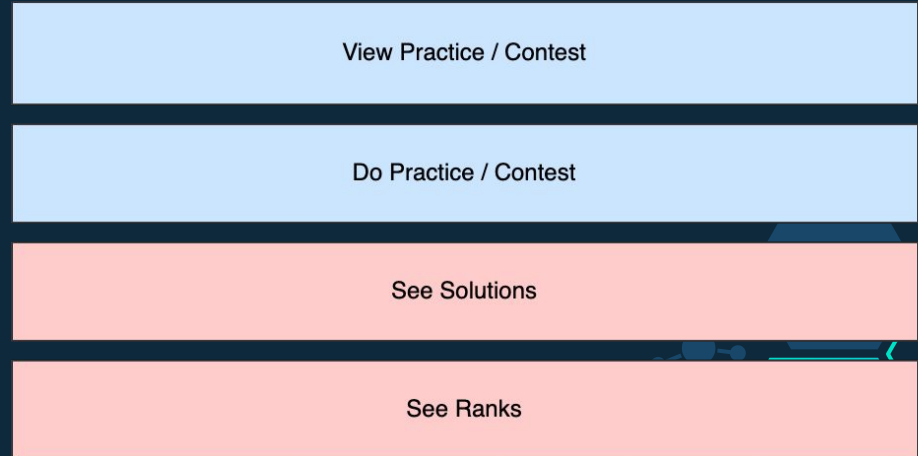 View Practice / Contest
Do Practice / Contest
See Solutions
See Ranks